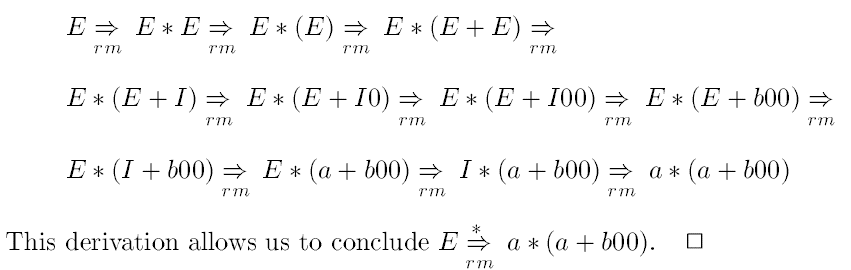 E ⇒rm E ∗ E ⇒rm E ∗ (E) ⇒rm E ∗ (E + E) ⇒rm
E ∗ (E + I) ⇒rm E ∗ (E + I0) ⇒rm E ∗ (E + I00) ⇒rm E ∗ (E + b00) ⇒rm
E ∗ (I + b00) ⇒rm E ∗ (a + b00) ⇒rm I ∗ (a + b00) ⇒rm a ∗ (a + b00)
This derivation allows us to conclude E ⇒*rm a ∗ (a + b00). □